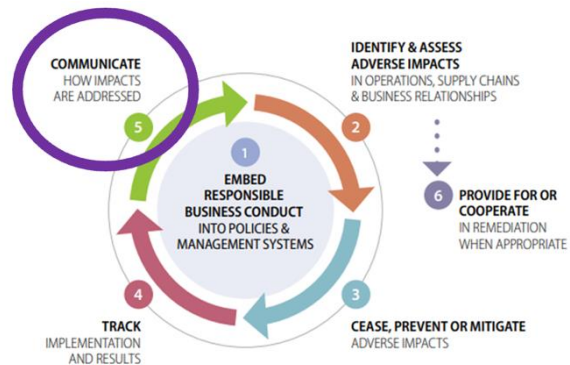 COMMUNICATE
HOW IMPACTS
ARE ADDRESSED
5
IDENTIFY & ASSESS
ADVERSE IMPACTS
IN OPERATIONS, SUPPLY CHAINS
& BUSINESS RELATIONSHIPS
2
1
EMBED
RESPONSIBLE
BUSINESS CONDUCT
INTO POLICIES &
MANAGEMENT SYSTEMS
6
PROVIDE FOR OR
COOPERATE
IN REMEDIATION
WHEN APPROPRIATE
4
TRACK
IMPLEMENTATION
AND RESULTS
3
CEASE, PREVENT OR MITIGATE
ADVERSE IMPACTS